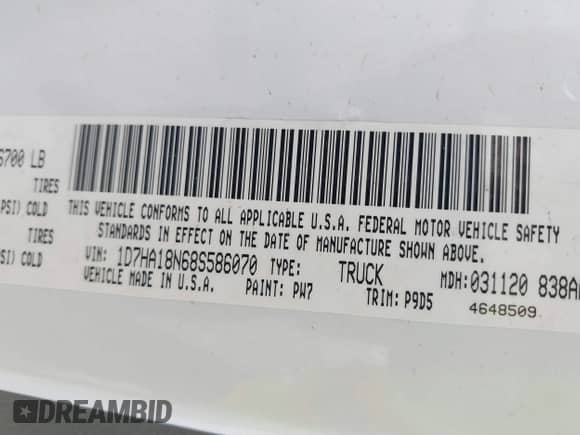 6700 LB
TIRES
PSI) COLD
TIRES
SI) COLD
THIS VEHICLE CONFORMS TO ALL APPLICABLE U.S.A. FEDERAL MOTOR VEHICLE SAFETY
STANDARDS IN EFFECT ON THE DATE OF MANUFACTURE SHOWN ABOVE.
VIN: 1D7HA18N68S586070 TYPE: TRUCK MDH: 031120 838A
VEHICLE MADE IN U.S.A. PAINT: PW7 TRIM: P9D5 4648509
DREAMBID